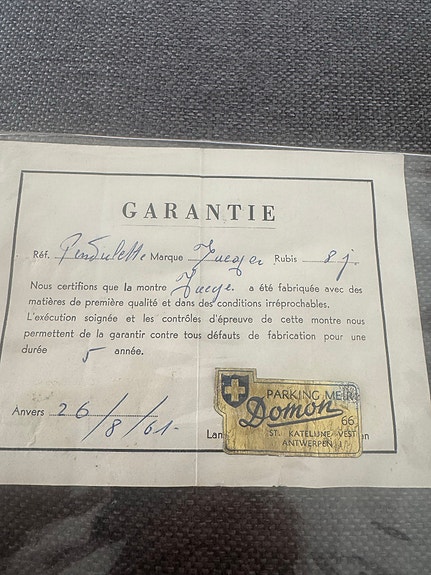 GARANTIE
Réf. Pendulette Marque Jaeger Rubis 8 j.
Nous certifions que la montre Jaeger a été fabriquée avec des
matières de première qualité et dans des conditions irréprochables.
L'exécution soignée et les contrôles d'épreuve de cette montre nous
permettent de la garantir contre tous défauts de fabrication pour une
durée 5 année.
Anvers 26/8/61-
PARKING MEIR
Domon
66
ST. KATELIJNE VEST
ANTWERPEN 1